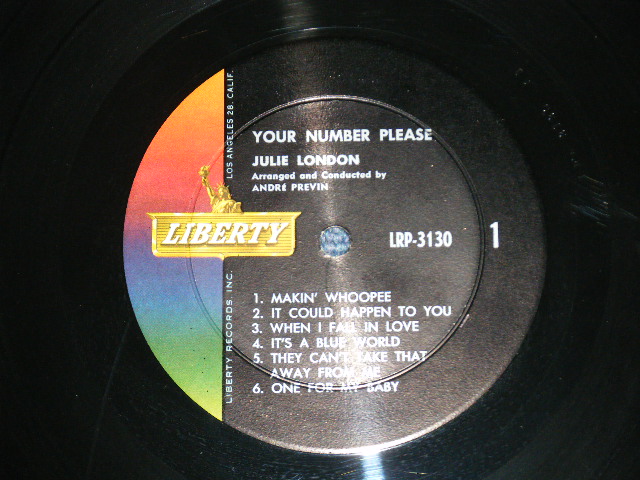 YOUR NUMBER PLEASE
JULIE LONDON
Arranged and Conducted by
ANDRÉ PREVIN
LIBERTY
LRP-3130
1
1. MAKIN' WHOOPEE
2. IT COULD HAPPEN TO YOU
3. WHEN I FALL IN LOVE
4. IT'S A BLUE WORLD
5. THEY CAN'T TAKE THAT
AWAY FROM ME
6. ONE FOR MY BABY
LIBERTY RECORDS, INC.
LOS ANGELES 28, CALIF.